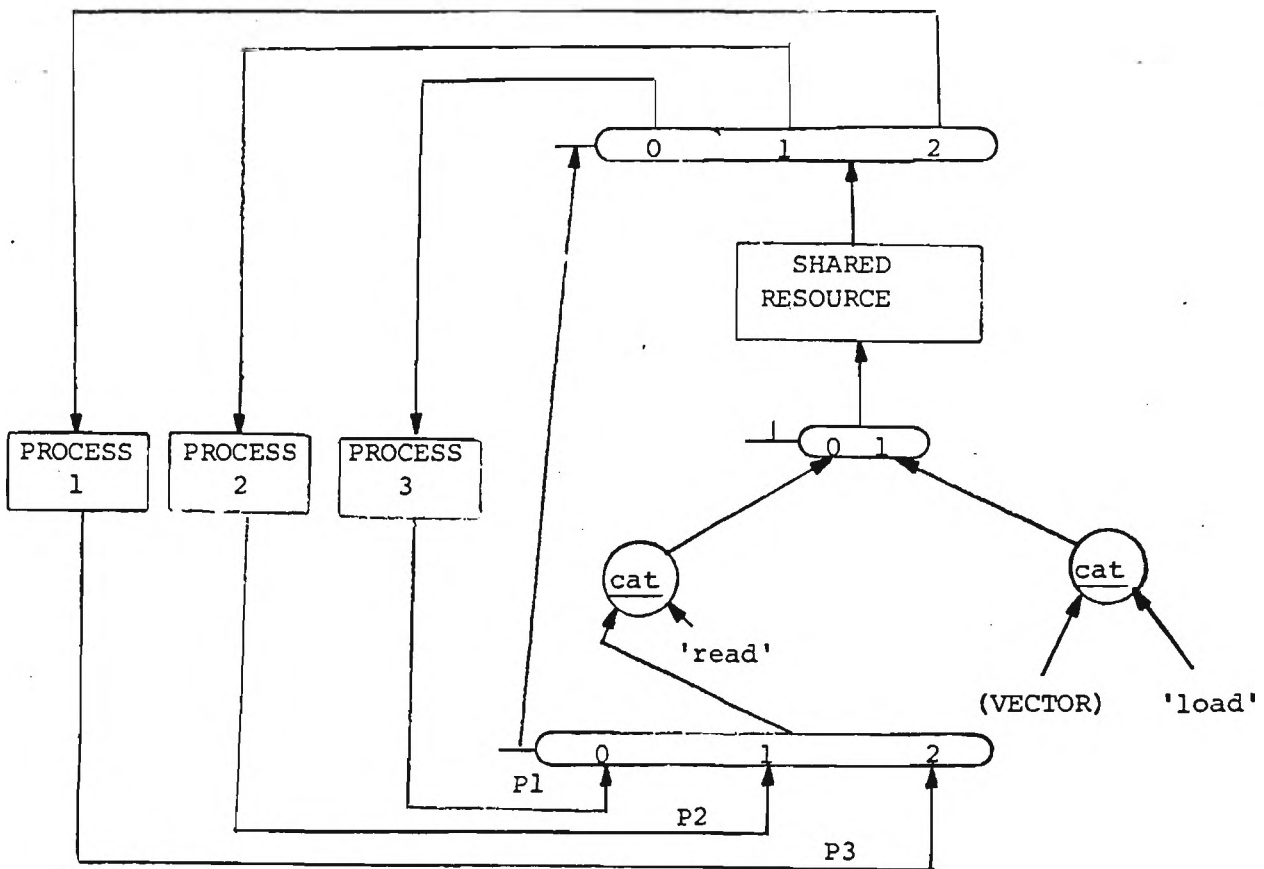 0 1 2
SHARED
RESOURCE
0 1
PROCESS
1
PROCESS
2
PROCESS
3
cat
cat
'read'
(VECTOR)
'load'
0 1 2
P1
P2
P3